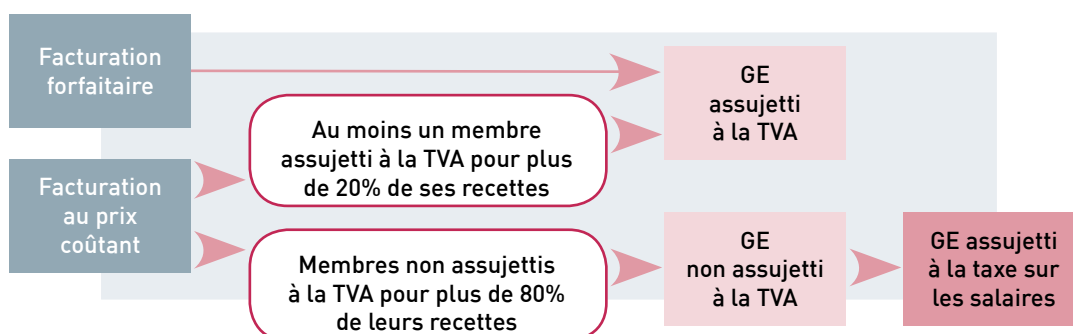 Facturation
forfaitaire
GE
assujetti
à la TVA
Au moins un membre
assujetti à la TVA pour plus
de 20% de ses recettes
Facturation
au prix
coûtant
Membres non assujettis
à la TVA pour plus de 80%
de leurs recettes
GE
non assujetti
à la TVA
GE assujetti
à la taxe sur
les salaires